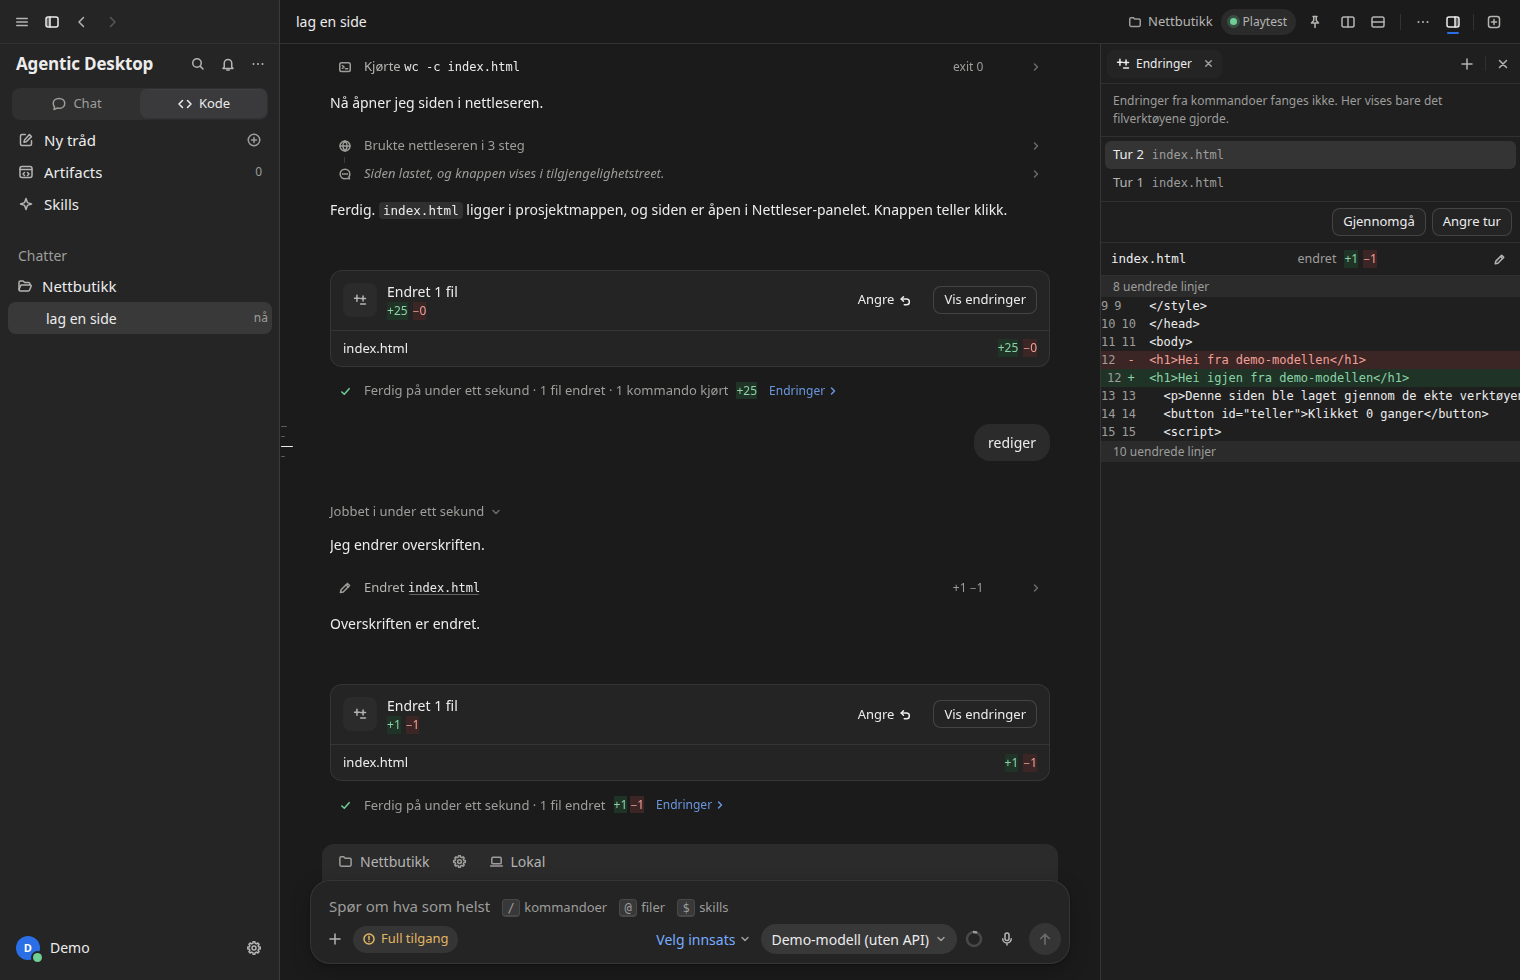 lag en side
Nettbutikk
Playtest
Agentic Desktop
Chat
Kode
Ny tråd
Artifacts 0
Skills
Chatter
Nettbutikk
lag en side nå
Demo
D
Kjørte wc -c index.html exit 0
Nå åpner jeg siden i nettleseren.
Brukte nettleseren i 3 steg
Siden lastet, og knappen vises i tilgjengelighetstreet.
Ferdig. index.html ligger i prosjektmappen, og siden er åpen i Nettleser-panelet. Knappen teller klikk.
Endret 1 fil
+25 −0
Angre
Vis endringer
index.html +25 −0
Ferdig på under ett sekund · 1 fil endret · 1 kommando kjørt +25 Endringer
rediger
Jobbet i under ett sekund
Jeg endrer overskriften.
Endret index.html +1 −1
Overskriften er endret.
Endret 1 fil
+1 −1
Angre
Vis endringer
index.html +1 −1
Ferdig på under ett sekund · 1 fil endret +1 −1 Endringer
Nettbutikk
Lokal
Spør om hva som helst / kommandoer @ filer $ skills
Full tilgang
Velg innsats
Demo-modell (uten API)
Endringer
Endringer fra kommandoer fanges ikke. Her vises bare det
filverktøyene gjorde.
Tur 2 index.html
Tur 1 index.html
Gjennomgå
Angre tur
index.html endret +1 −1
8 uendrede linjer
9 9 </style>
10 10 </head>
11 11 <body>
12 - <h1>Hei fra demo-modellen</h1>
12 + <h1>Hei igjen fra demo-modellen</h1>
13 13 <p>Denne siden ble laget gjennom de ekte verktøyen
14 14 <button id="teller">Klikket 0 ganger</button>
15 15 <script>
10 uendrede linjer